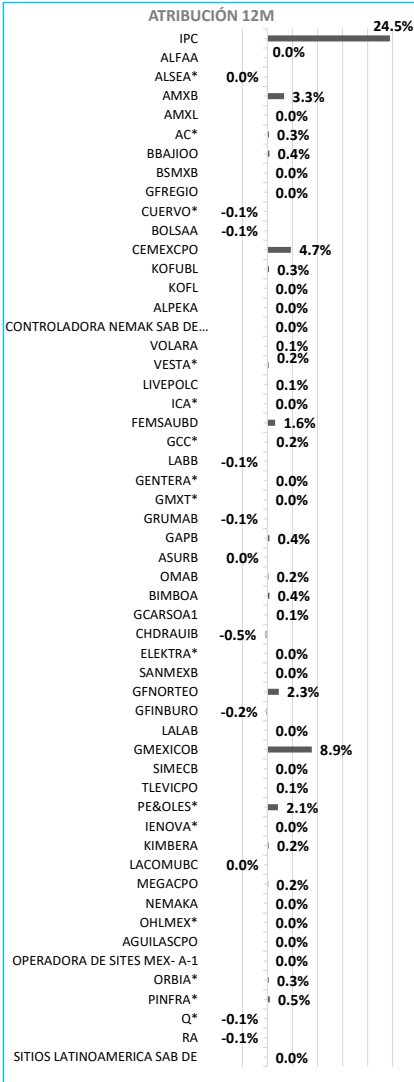 ATRIBUCIÓN 12M
IPC 24.5%
ALFAA 0.0%
ALSEA* 0.0%
AMXB 3.3%
AMXL 0.0%
AC* 0.3%
BBAJIOO 0.4%
BSMXB 0.0%
GFREGIO 0.0%
CUERVO* -0.1%
BOLSAA -0.1%
CEMEXCPO 4.7%
KOFUBL 0.3%
KOFL 0.0%
ALPEKA 0.0%
CONTROLADORA NEMAK SAB DE... 0.0%
VOLARA 0.1%
VESTA* 0.2%
LIVEPOLC 0.1%
ICA* 0.0%
FEMSAUBD 1.6%
GCC* 0.2%
LABB -0.1%
GENTERA* 0.0%
GMXT* 0.0%
GRUMAB -0.1%
GAPB 0.4%
ASURB 0.0%
OMAB 0.2%
BIMBOA 0.4%
GCARSOA1 0.1%
CHDRAUIB -0.5%
ELEKTRA* 0.0%
SANMEXB 0.0%
GFNORTEO 2.3%
GFINBURO -0.2%
LALAB 0.0%
GMEXICOB 8.9%
SIMECB 0.0%
TLEVICPO 0.1%
PE&OLES* 2.1%
IENOVA* 0.0%
KIMBERA 0.2%
LACOMUBC 0.0%
MEGACPO 0.2%
NEMAKA 0.0%
OHLMEX* 0.0%
AGUILASCPO 0.0%
OPERADORA DE SITES MEX- A-1 0.0%
ORBIA* 0.3%
PINFRA* 0.5%
Q* -0.1%
RA -0.1%
SITIOS LATINOAMERICA SAB DE 0.0%